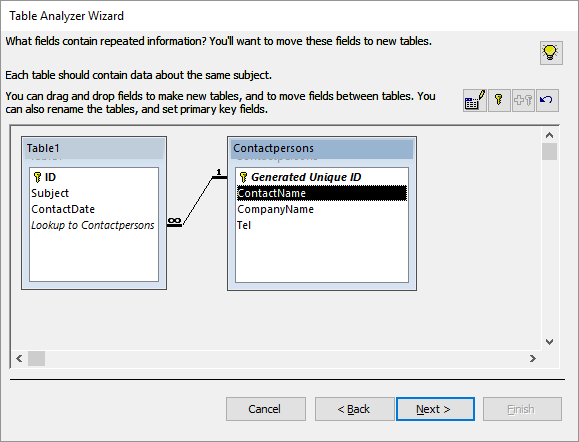 Table Analyzer Wizard
What fields contain repeated information? You'll want to move these fields to new tables.
Each table should contain data about the same subject.
You can drag and drop fields to make new tables, and to move fields between tables. You
can also rename the tables, and set primary key fields.
Table1
ID
Subject
ContactDate
Lookup to Contactpersons
∞
1
Contactpersons
Generated Unique ID
ContactName
CompanyName
Tel
Cancel
< Back
Next >
Finish